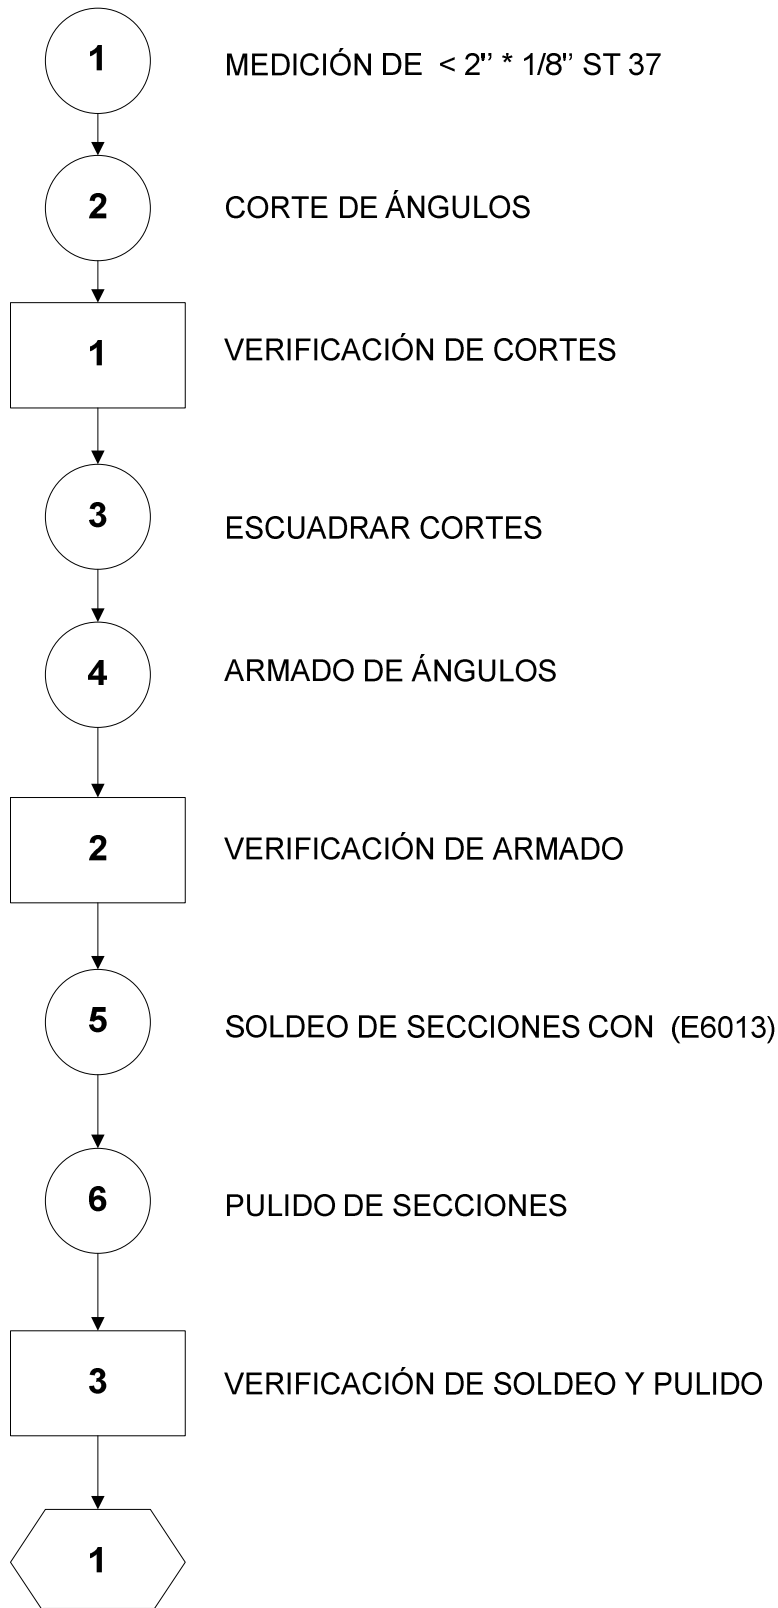 1 MEDICIÓN DE < 2" * 1/8" ST 37
2 CORTE DE ÁNGULOS
1 VERIFICACIÓN DE CORTES
3 ESCUADRAR CORTES
4 ARMADO DE ÁNGULOS
2 VERIFICACIÓN DE ARMADO
5 SOLDEO DE SECCIONES CON (E6013)
6 PULIDO DE SECCIONES
3 VERIFICACIÓN DE SOLDEO Y PULIDO
1